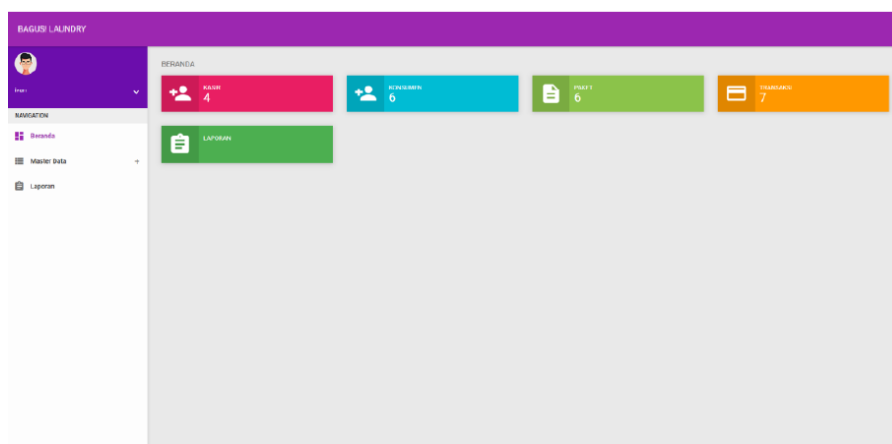 BAGUS! LAUNDRY
NAVIGATION
Beranda
Master Data
+
Laporan
BERANDA
KASIR
4
KONSUMEN
6
PAKET
6
TRANSAKSI
7
LAPORAN